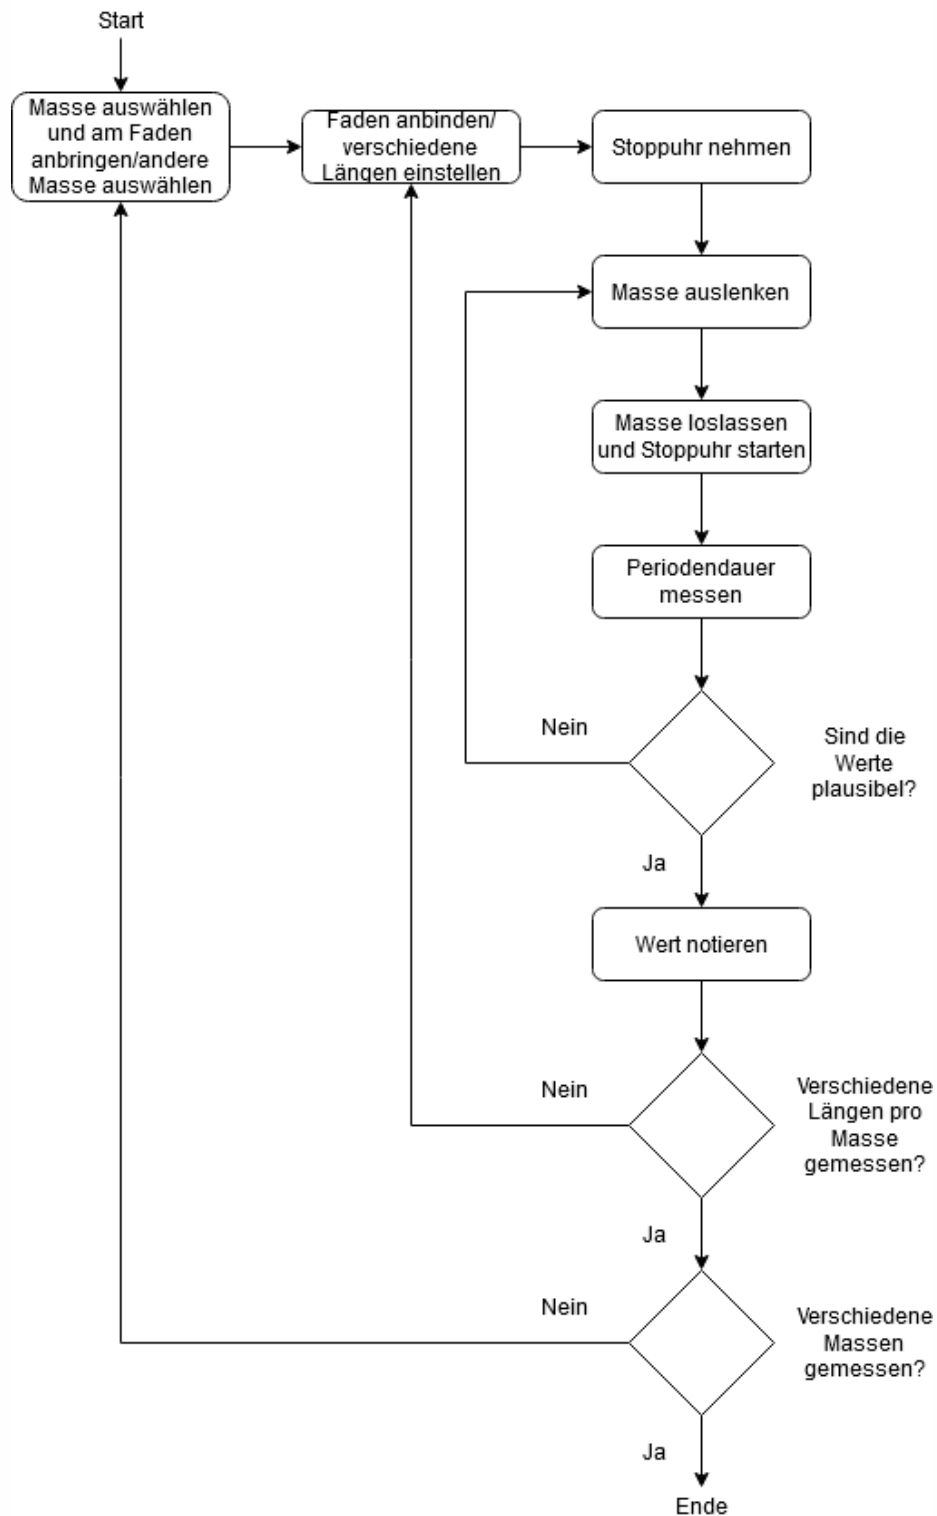 Start
Masse auswählen
und am Faden
anbringen/andere
Masse auswählen
Faden anbinden/
verschiedene
Längen einstellen
Stoppuhr nehmen
Masse auslenken
Masse loslassen
und Stoppuhr starten
Periodendauer
messen
Nein
Sind die
Werte
plausibel?
Ja
Wert notieren
Nein
Verschiedene
Längen pro
Masse
gemessen?
Ja
Nein
Verschiedene
Massen
gemessen?
Ja
Ende